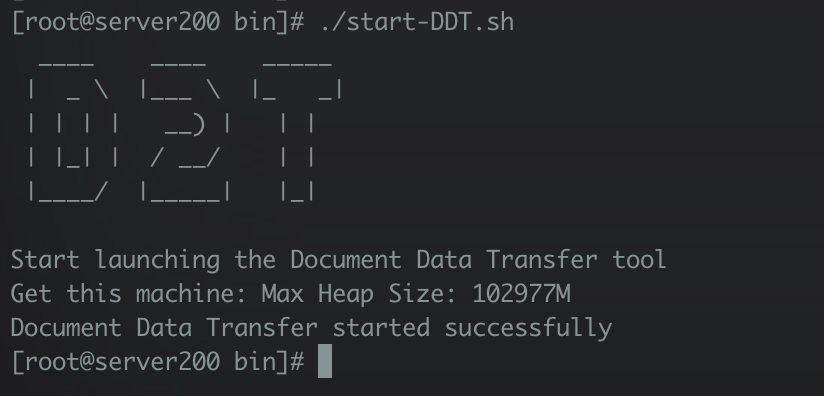 [root@server200 bin]# ./start-DDT.sh
  ____    ____    _____
 |  _ \  |___ \  |_   _|
 | | | |   __) |   | |
 | |_| |  / __/    | |
 |____/  |_____|   |_|

Start launching the Document Data Transfer tool
Get this machine: Max Heap Size: 102977M
Document Data Transfer started successfully
[root@server200 bin]#